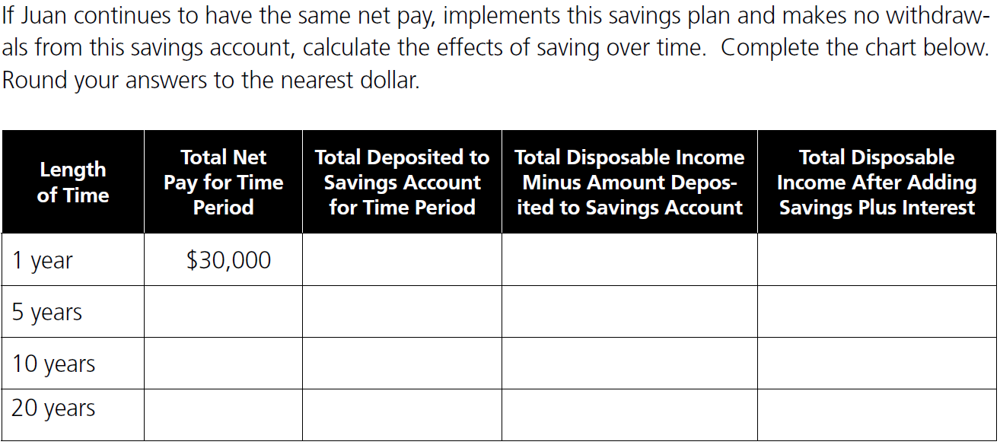 If Juan continues to have the same net pay, implements this savings plan and makes no withdraw-
als from this savings account, calculate the effects of saving over time.  Complete the chart below.
Round your answers to the nearest dollar.
Length
of Time
Total Net
Pay for Time
Period
Total Deposited to
Savings Account
for Time Period
Total Disposable Income
Minus Amount Depos-
ited to Savings Account
Total Disposable
Income After Adding
Savings Plus Interest
1 year
$30,000
5 years
10 years
20 years